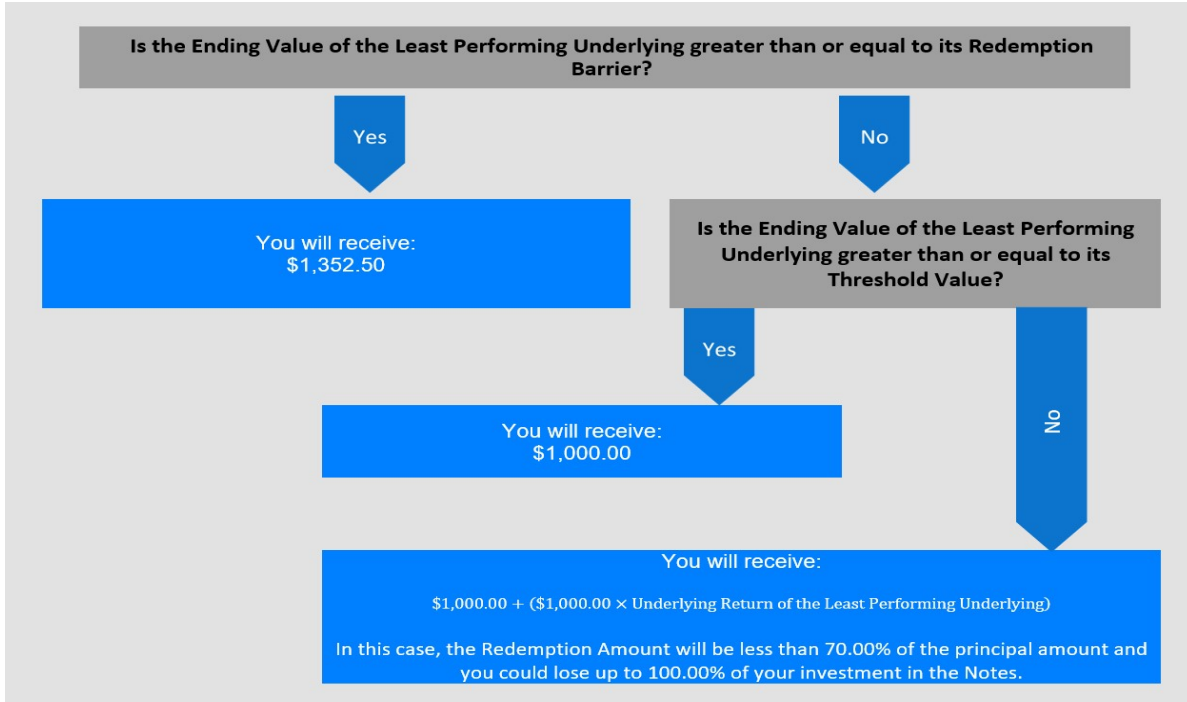 Is the Ending Value of the Least Performing Underlying greater than or equal to its Redemption
Barrier?
Yes
No
You will receive:
$1,352.50
Is the Ending Value of the Least Performing
Underlying greater than or equal to its
Threshold Value?
Yes
No
You will receive:
$1,000.00
You will receive:
$1,000.00 + ($1,000.00 × Underlying Return of the Least Performing Underlying)
In this case, the Redemption Amount will be less than 70.00% of the principal amount and
you could lose up to 100.00% of your investment in the Notes.